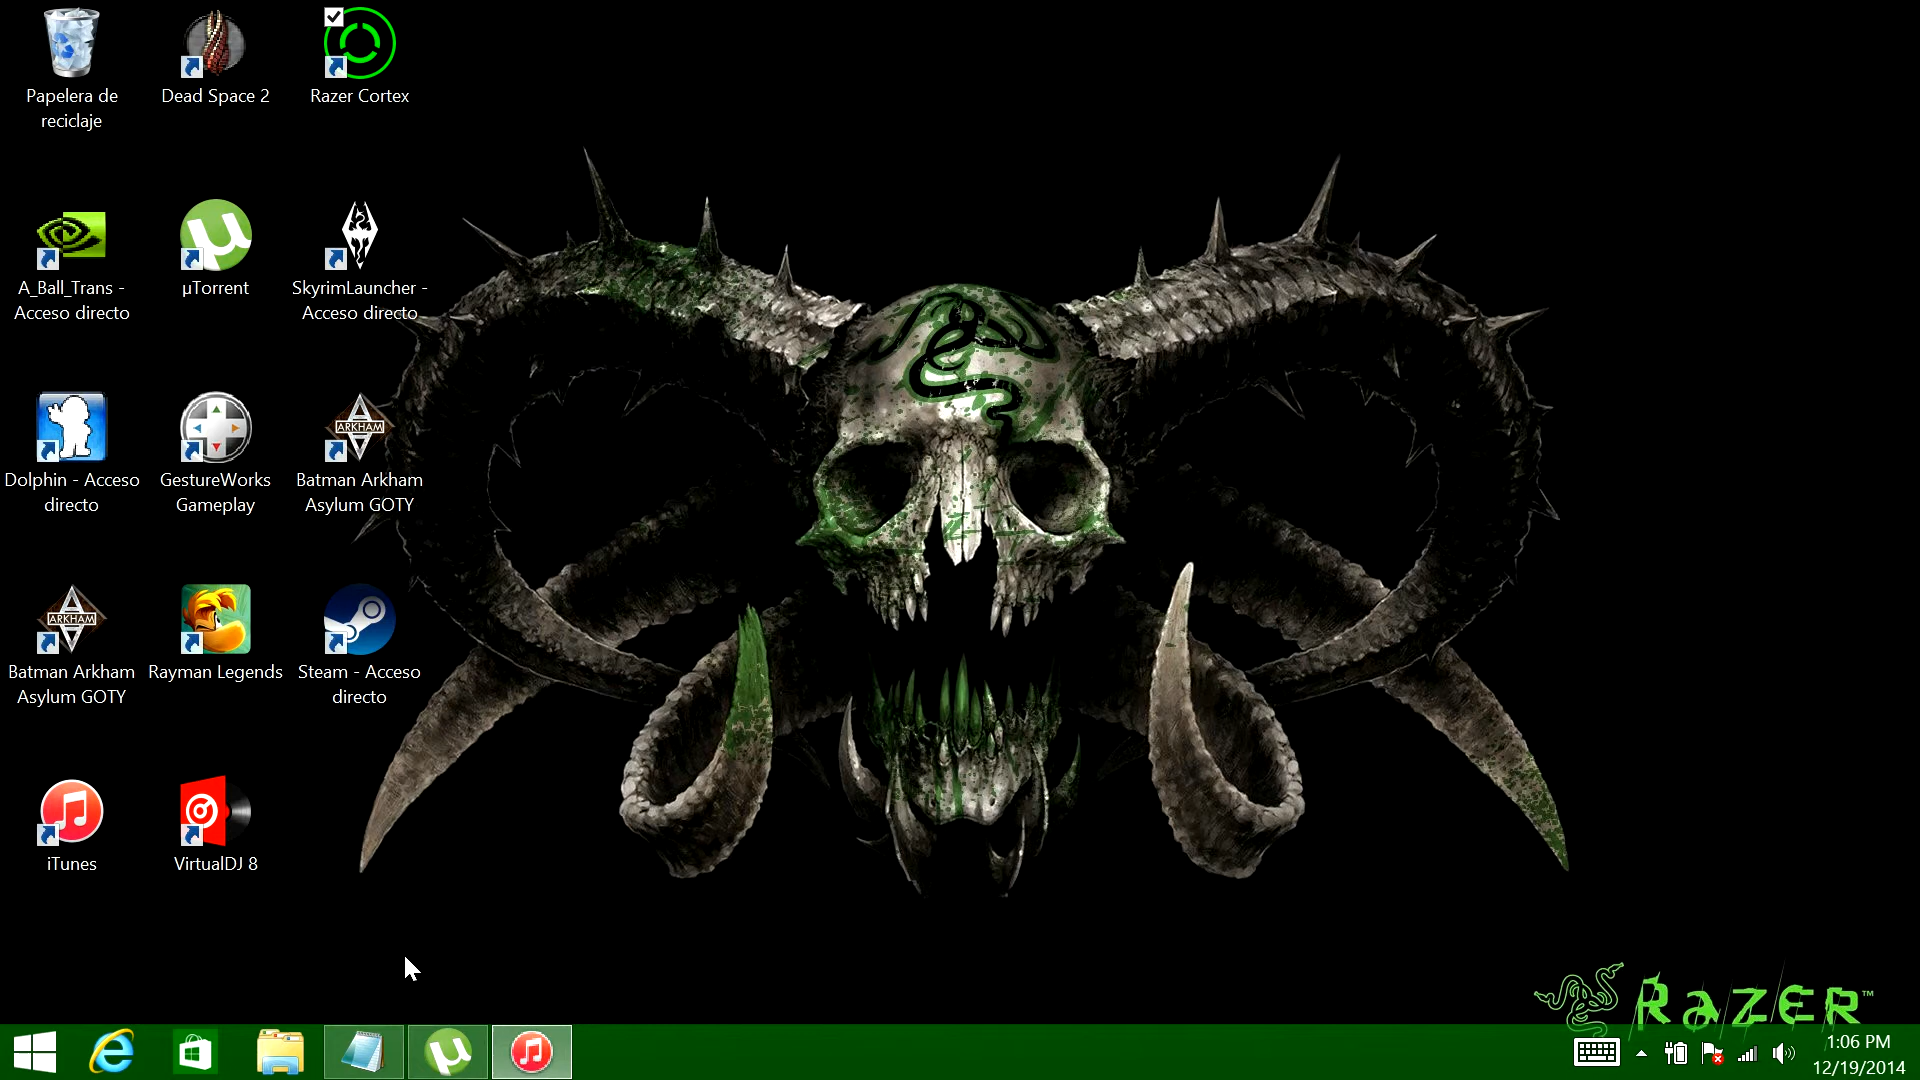 Papelera de
reciclaje
Dead Space 2
Razer Cortex
A_Ball_Trans -
Acceso directo
µTorrent
SkyrimLauncher -
Acceso directo
Dolphin - Acceso
directo
GestureWorks
Gameplay
ARKHAM
Batman Arkham
Asylum GOTY
ARKHAM
Batman Arkham
Asylum GOTY
Rayman Legends
Steam - Acceso
directo
iTunes
VirtualDJ 8
RAZER™
1:06 PM
12/19/2014